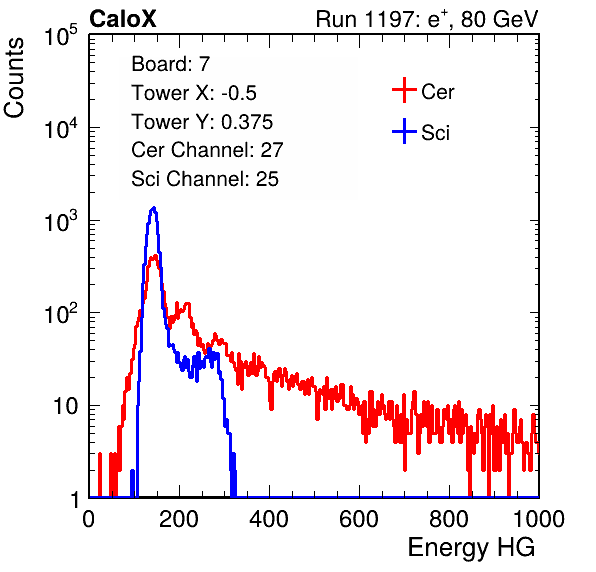 CaloX Run 1197: e⁺, 80 GeV
Board: 7
Tower X: -0.5
Tower Y: 0.375
Cer Channel: 27
Sci Channel: 25
Cer
Sci
Counts
10⁵
10⁴
10³
10²
10
1
0 200 400 600 800 1000
Energy HG